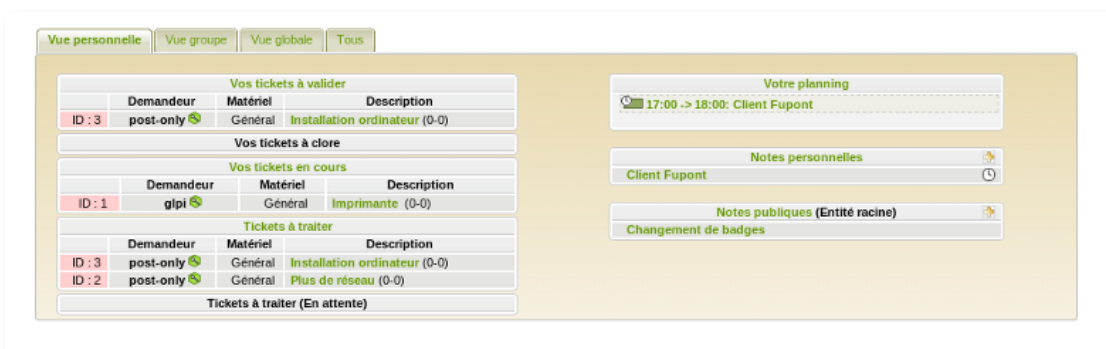 Vue personnelle Vue groupe Vue globale Tous
Vos tickets à valider
Demandeur Matériel Description
ID : 3 post-only Général Installation ordinateur (0-0)
Vos tickets à clore
Vos tickets en cours
Demandeur Matériel Description
ID : 1 glpi Général Imprimante (0-0)
Tickets à traiter
Demandeur Matériel Description
ID : 3 post-only Général Installation ordinateur (0-0)
ID : 2 post-only Général Plus de réseau (0-0)
Tickets à traiter (En attente)
Votre planning
17:00 -> 18:00: Client Fupont
Notes personnelles
Client Fupont
Notes publiques (Entité racine)
Changement de badges